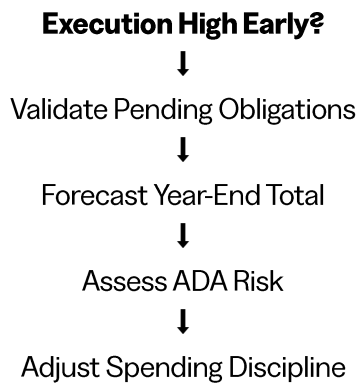 Execution High Early?
Validate Pending Obligations
Forecast Year-End Total
Assess ADA Risk
Adjust Spending Discipline